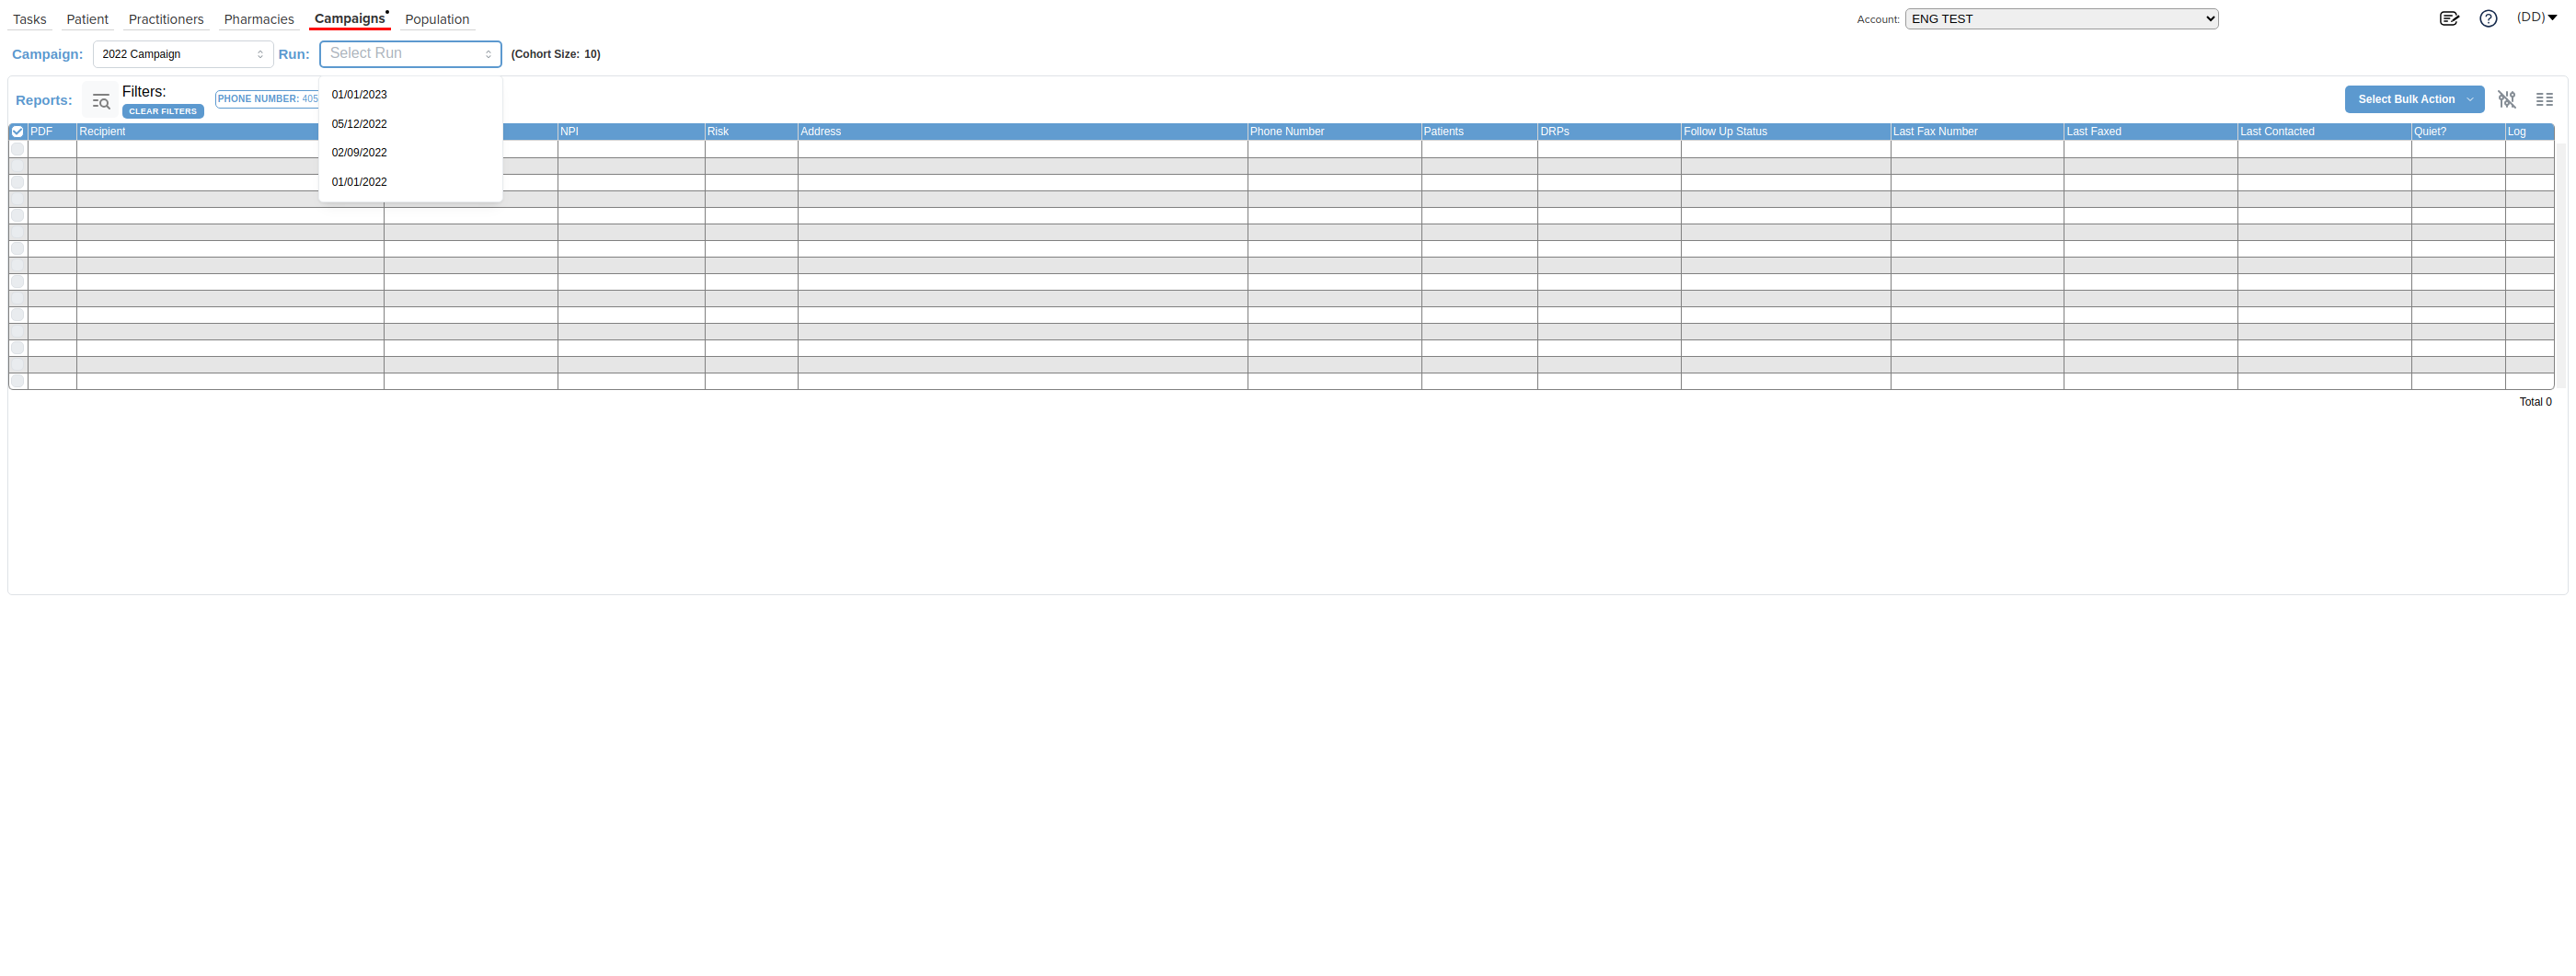 Tasks Patient Practitioners Pharmacies Campaigns Population Account: ENG TEST (DD)
Campaign: 2022 Campaign Run: Select Run (Cohort Size: 10)
Reports: Filters: CLEAR FILTERS PHONE NUMBER: 405 Select Bulk Action
01/01/2023
05/12/2022
02/09/2022
01/01/2022
PDF Recipient NPI Risk Address Phone Number Patients DRPs Follow Up Status Last Fax Number Last Faxed Last Contacted Quiet? Log
Total 0